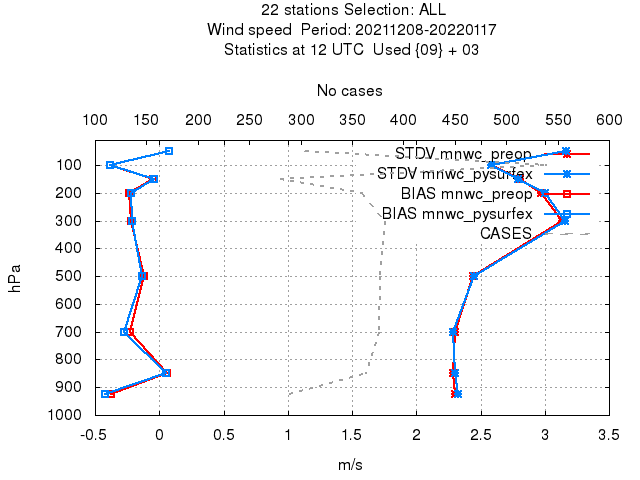 22 stations Selection: ALL
Wind speed  Period: 20211208-20220117
Statistics at 12 UTC  Used {09} + 03
No cases
100 150 200 250 300 350 400 450 500 550 600
STDV mnwc_preop
STDV mnwc_pysurfex
BIAS mnwc_preop
BIAS mnwc_pysurfex
CASES
hPa
100
200
300
400
500
600
700
800
900
1000
-0.5 0 0.5 1 1.5 2 2.5 3 3.5
m/s